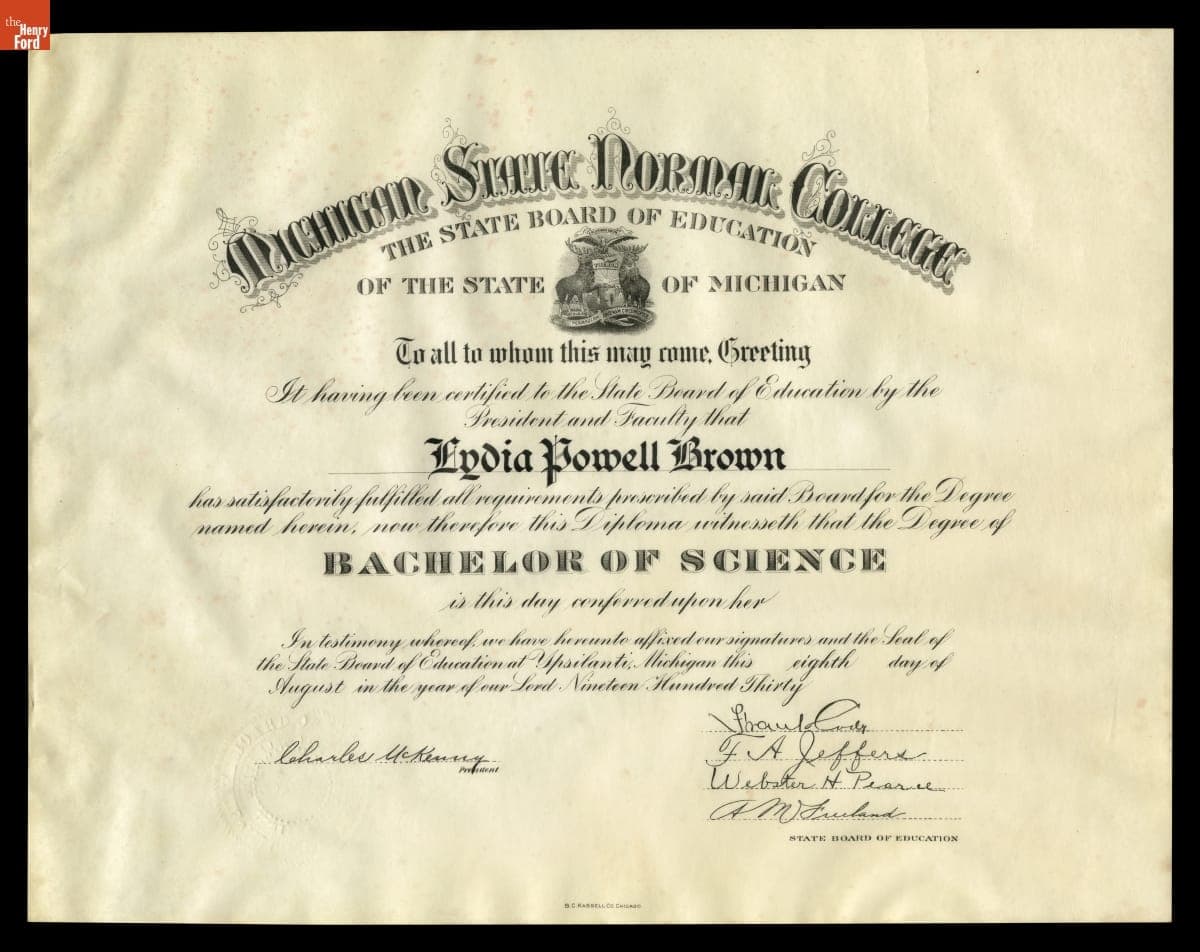 the
Henry
Ford
MICHIGAN STATE NORMAL COLLEGE
THE STATE BOARD OF EDUCATION
OF THE STATE OF MICHIGAN
To all to whom this may come, Greeting
It having been certified to the State Board of Education by the
President and Faculty that
Lydia Powell Brown
has satisfactorily fulfilled all requirements prescribed by said Board for the Degree
named herein, now therefore this Diploma witnesseth that the Degree of
BACHELOR OF SCIENCE
is this day conferred upon her
In testimony whereof, we have hereunto affixed our signatures and the Seal of
the State Board of Education at Ypsilanti, Michigan this eighth day of
August in the year of our Lord Nineteen Hundred Thirty
Charles McKenny
President
Frank Cody
F A Jeffers
Webster H Pearce
A M Freeland
STATE BOARD OF EDUCATION
B.C. KASSELL CO. CHICAGO